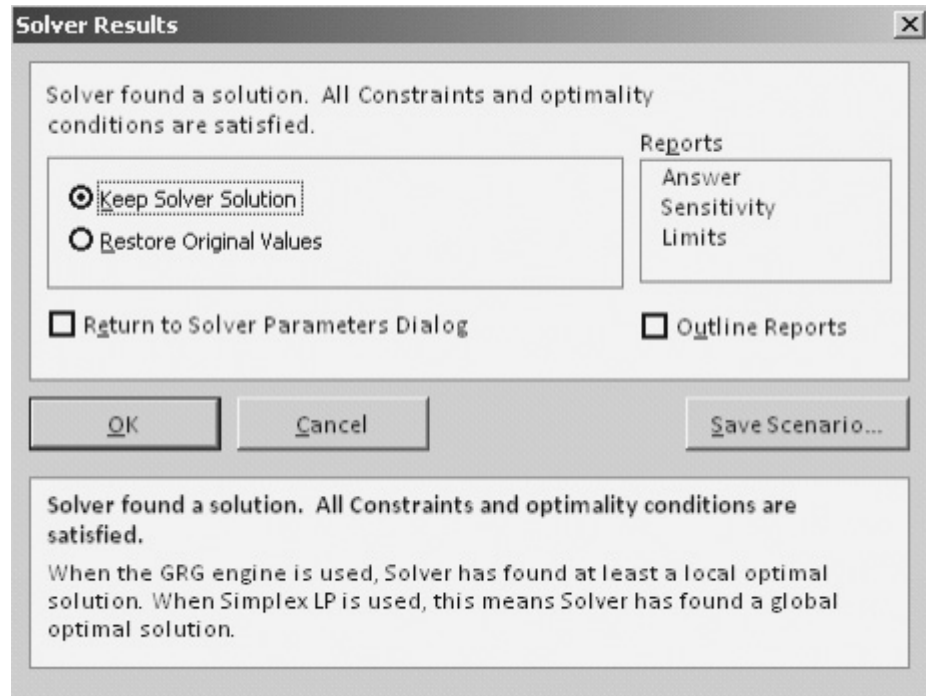 Solver Results
Solver found a solution. All Constraints and optimality
conditions are satisfied.
Reports
Keep Solver Solution
Restore Original Values
Answer
Sensitivity
Limits
Return to Solver Parameters Dialog
Outline Reports
OK
Cancel
Save Scenario...
Solver found a solution. All Constraints and optimality conditions are
satisfied.
When the GRG engine is used, Solver has found at least a local optimal
solution. When Simplex LP is used, this means Solver has found a global
optimal solution.